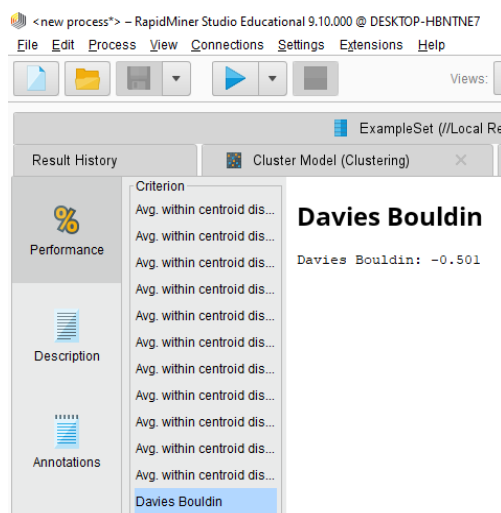 <new process*> – RapidMiner Studio Educational 9.10.000 @ DESKTOP-HBNTNE7
File Edit Process View Connections Settings Extensions Help
Views:
ExampleSet (//Local Re
Result History
Cluster Model (Clustering)
Criterion
Performance
Description
Annotations
Avg. within centroid dis...
Avg. within centroid dis...
Avg. within centroid dis...
Avg. within centroid dis...
Avg. within centroid dis...
Avg. within centroid dis...
Avg. within centroid dis...
Avg. within centroid dis...
Avg. within centroid dis...
Avg. within centroid dis...
Avg. within centroid dis...
Davies Bouldin
Davies Bouldin
Davies Bouldin: -0.501